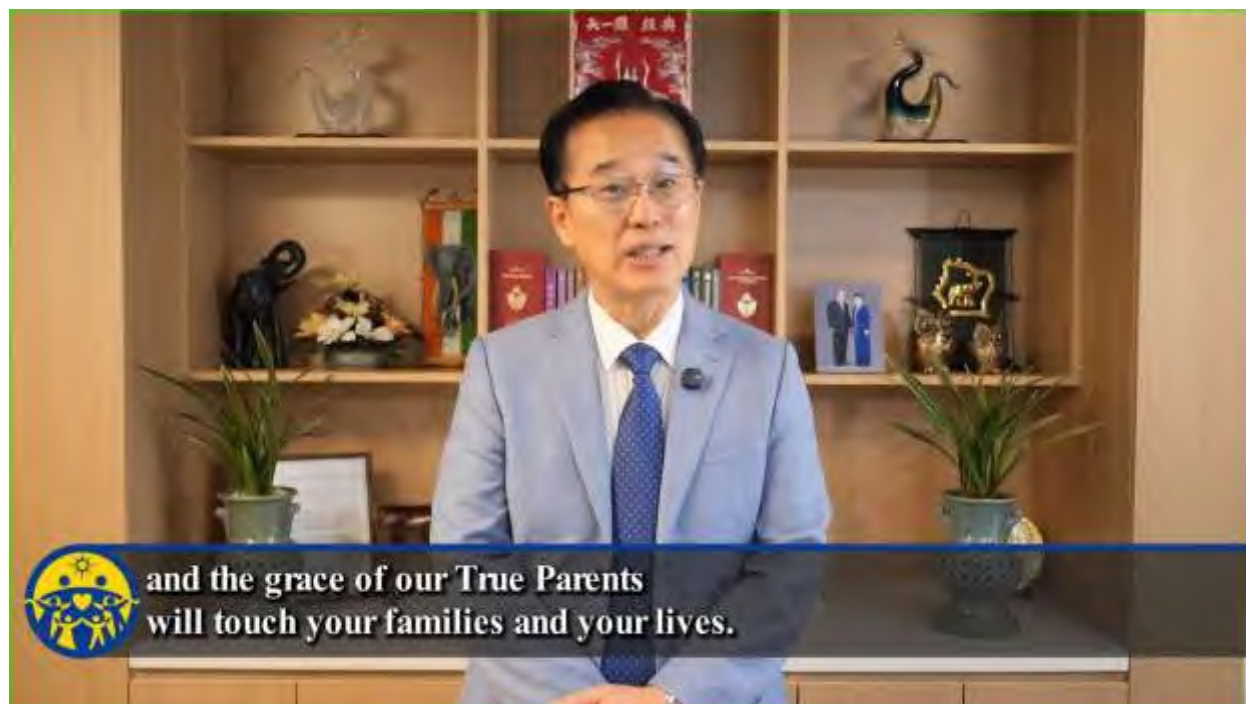 and the grace of our True Parents
will touch your families and your lives.